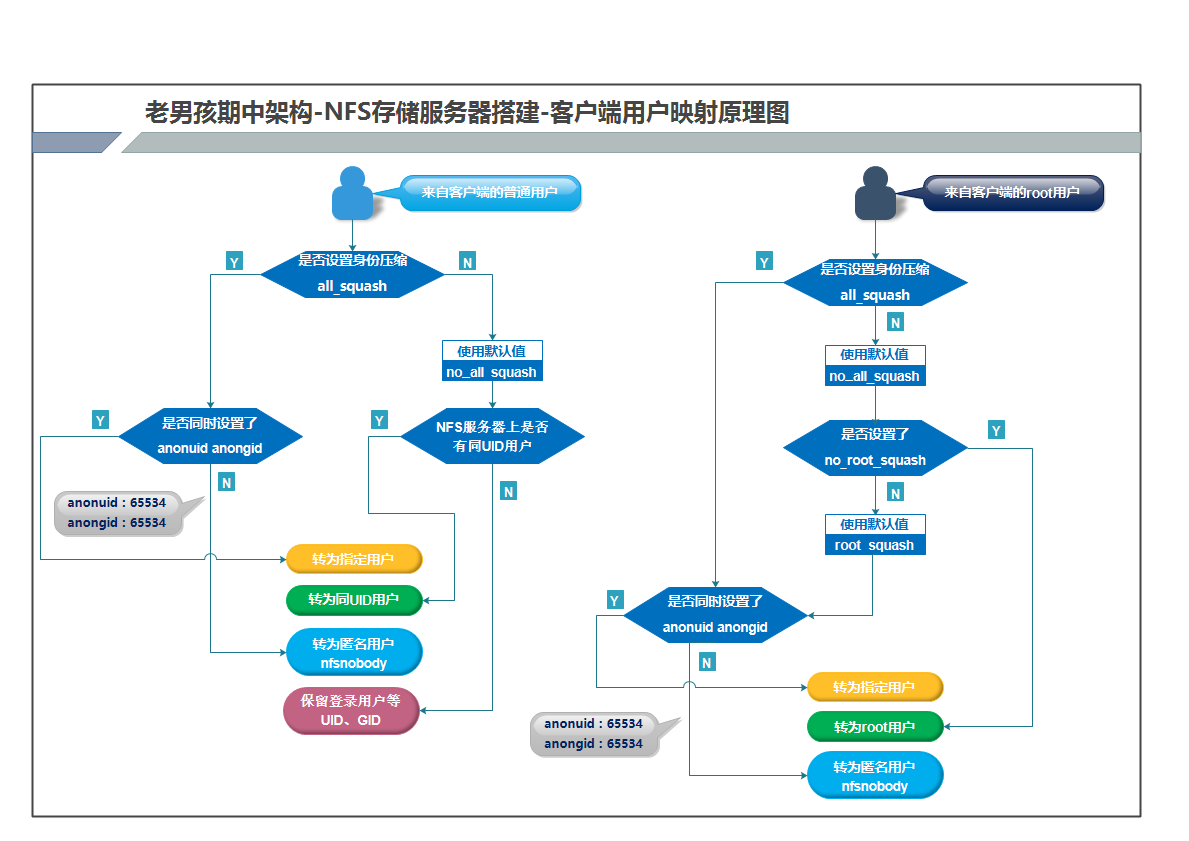 老男孩期中架构-NFS存储服务器搭建-客户端用户映射原理图
来自客户端的普通用户
是否设置身份压缩
all_squash
Y
N
使用默认值
no_all_squash
是否同时设置了
anonuid anongid
Y
N
NFS服务器上是否
有同UID用户
Y
N
anonuid：65534
anongid：65534
转为指定用户
转为同UID用户
转为匿名用户
nfsnobody
保留登录用户等
UID、GID
来自客户端的root用户
是否设置身份压缩
all_squash
Y
N
使用默认值
no_all_squash
是否设置了
no_root_squash
Y
N
使用默认值
root_squash
是否同时设置了
anonuid anongid
Y
N
anonuid：65534
anongid：65534
转为指定用户
转为root用户
转为匿名用户
nfsnobody